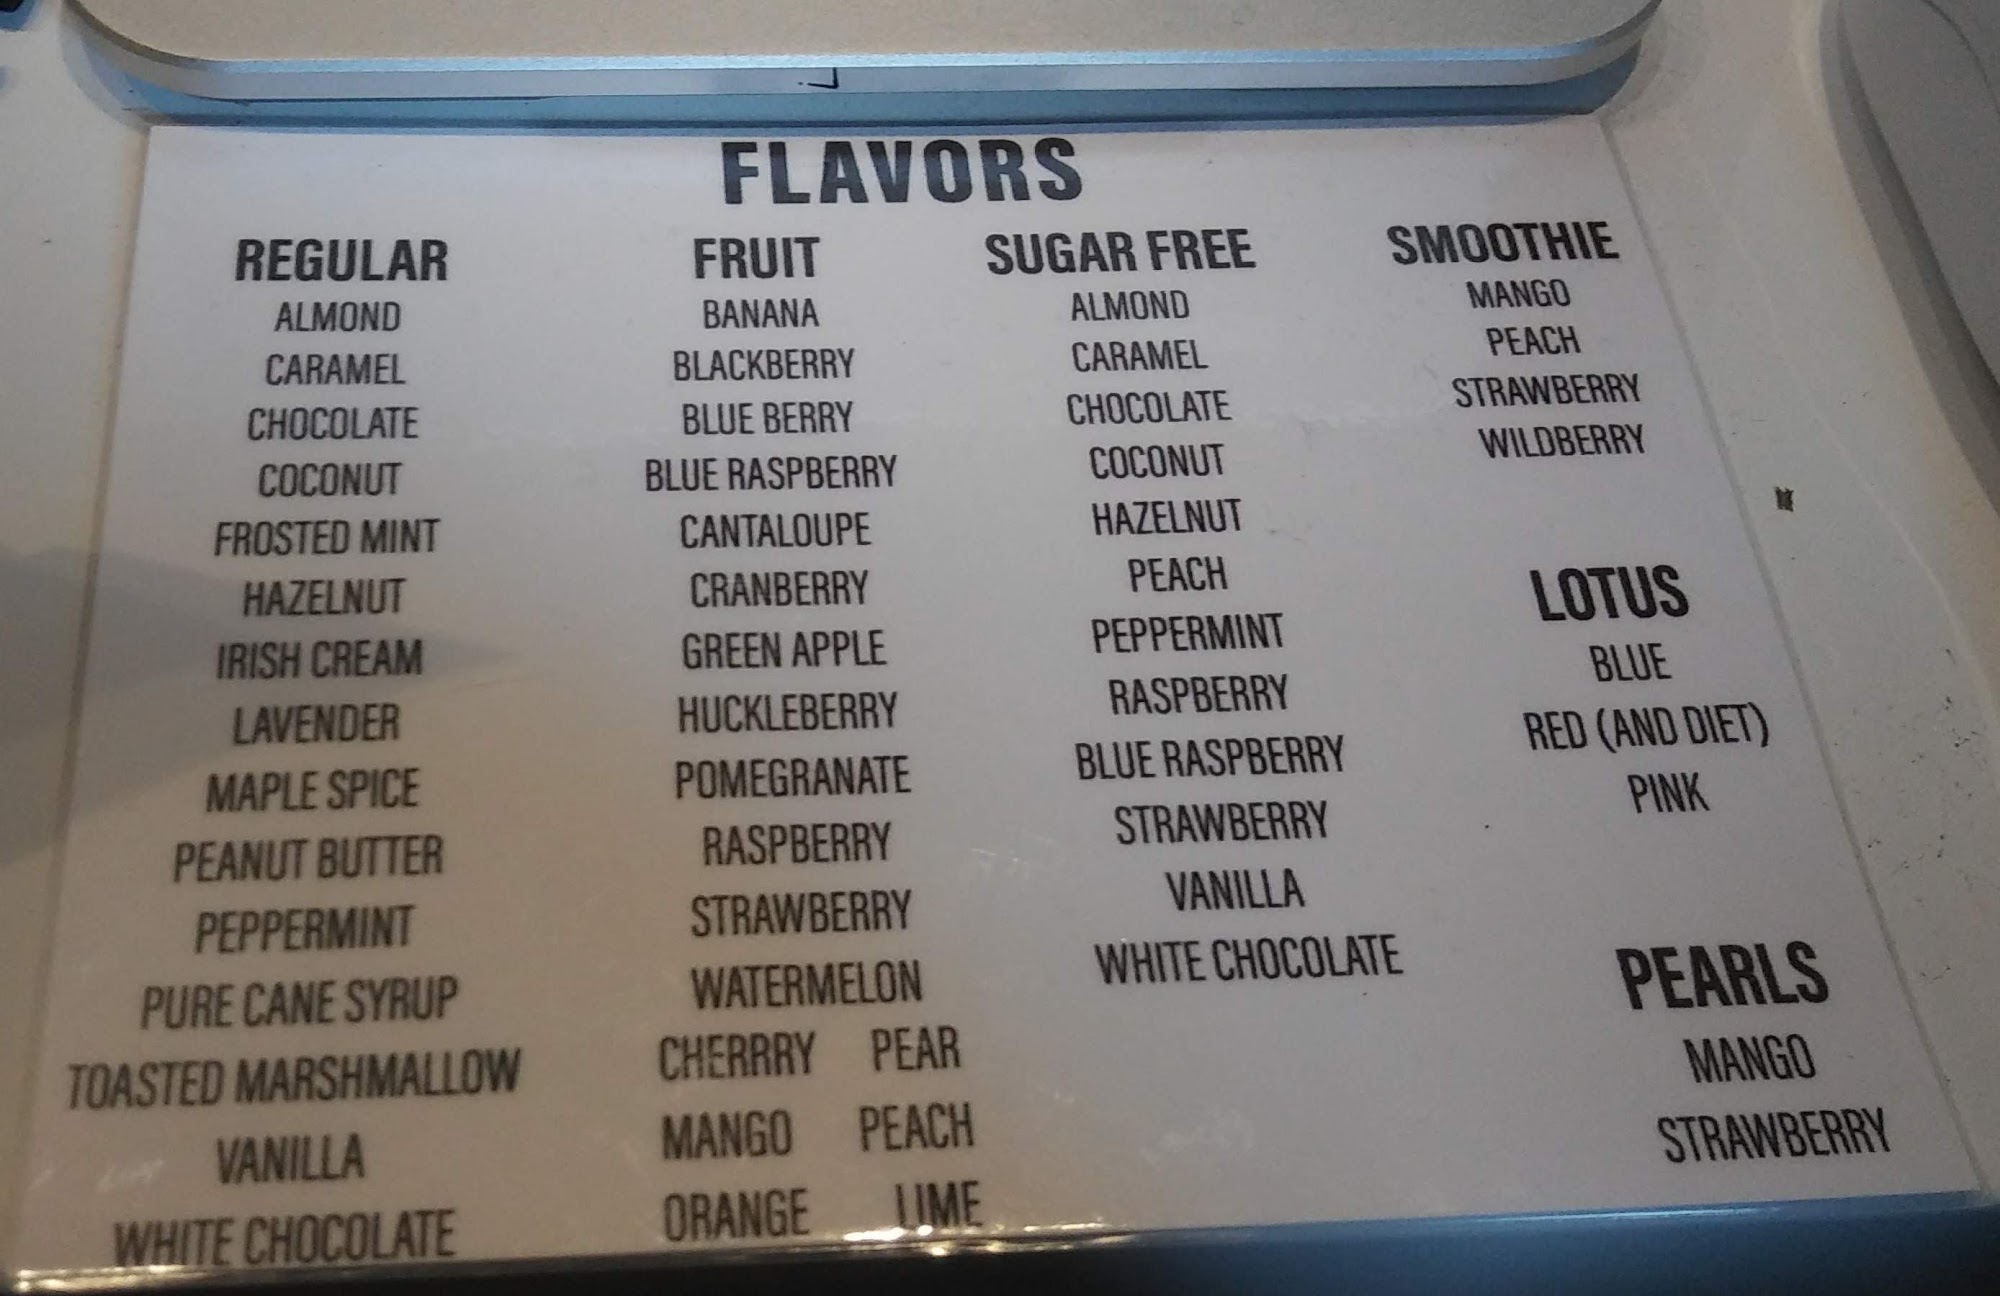 FLAVORS
REGULAR
ALMOND
CARAMEL
CHOCOLATE
COCONUT
FROSTED MINT
HAZELNUT
IRISH CREAM
LAVENDER
MAPLE SPICE
PEANUT BUTTER
PEPPERMINT
PURE CANE SYRUP
TOASTED MARSHMALLOW
VANILLA
WHITE CHOCOLATE
FRUIT
BANANA
BLACKBERRY
BLUE BERRY
BLUE RASPBERRY
CANTALOUPE
CRANBERRY
GREEN APPLE
HUCKLEBERRY
POMEGRANATE
RASPBERRY
STRAWBERRY
WATERMELON
CHERRRY PEAR
MANGO PEACH
ORANGE LIME
SUGAR FREE
ALMOND
CARAMEL
CHOCOLATE
COCONUT
HAZELNUT
PEACH
PEPPERMINT
RASPBERRY
BLUE RASPBERRY
STRAWBERRY
VANILLA
WHITE CHOCOLATE
SMOOTHIE
MANGO
PEACH
STRAWBERRY
WILDBERRY
LOTUS
BLUE
RED (AND DIET)
PINK
PEARLS
MANGO
STRAWBERRY